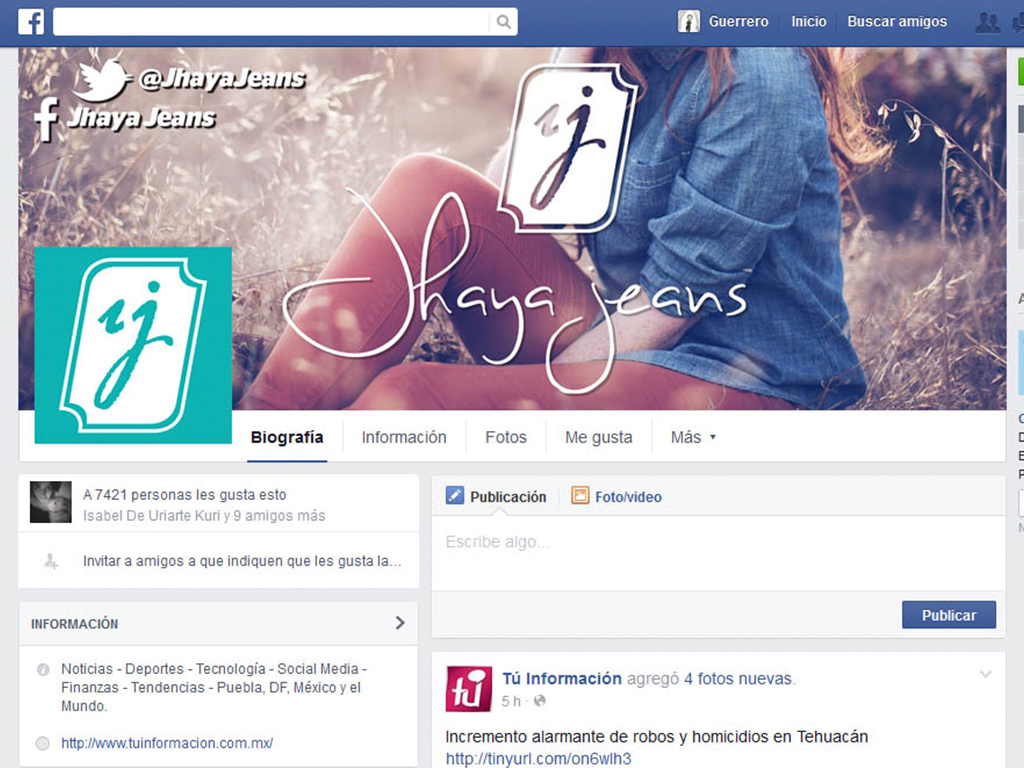 f
Guerrero
Inicio
Buscar amigos
@JhayaJeans
Jhaya Jeans
j
Jhaya jeans
Biografía
Información
Fotos
Me gusta
Más
A 7421 personas les gusta esto
Isabel De Uriarte Kuri y 9 amigos más
Invitar a amigos a que indiquen que les gusta la...
INFORMACIÓN
Noticias - Deportes - Tecnología - Social Media -
Finanzas - Tendencias - Puebla, DF, México y el
Mundo.
http://www.tuinformacion.com.mx/
Publicación
Foto/video
Escribe algo...
Publicar
tú
Tú Información agregó 4 fotos nuevas.
5 h ·
Incremento alarmante de robos y homicidios en Tehuacán
http://tinyurl.com/on6wlh3